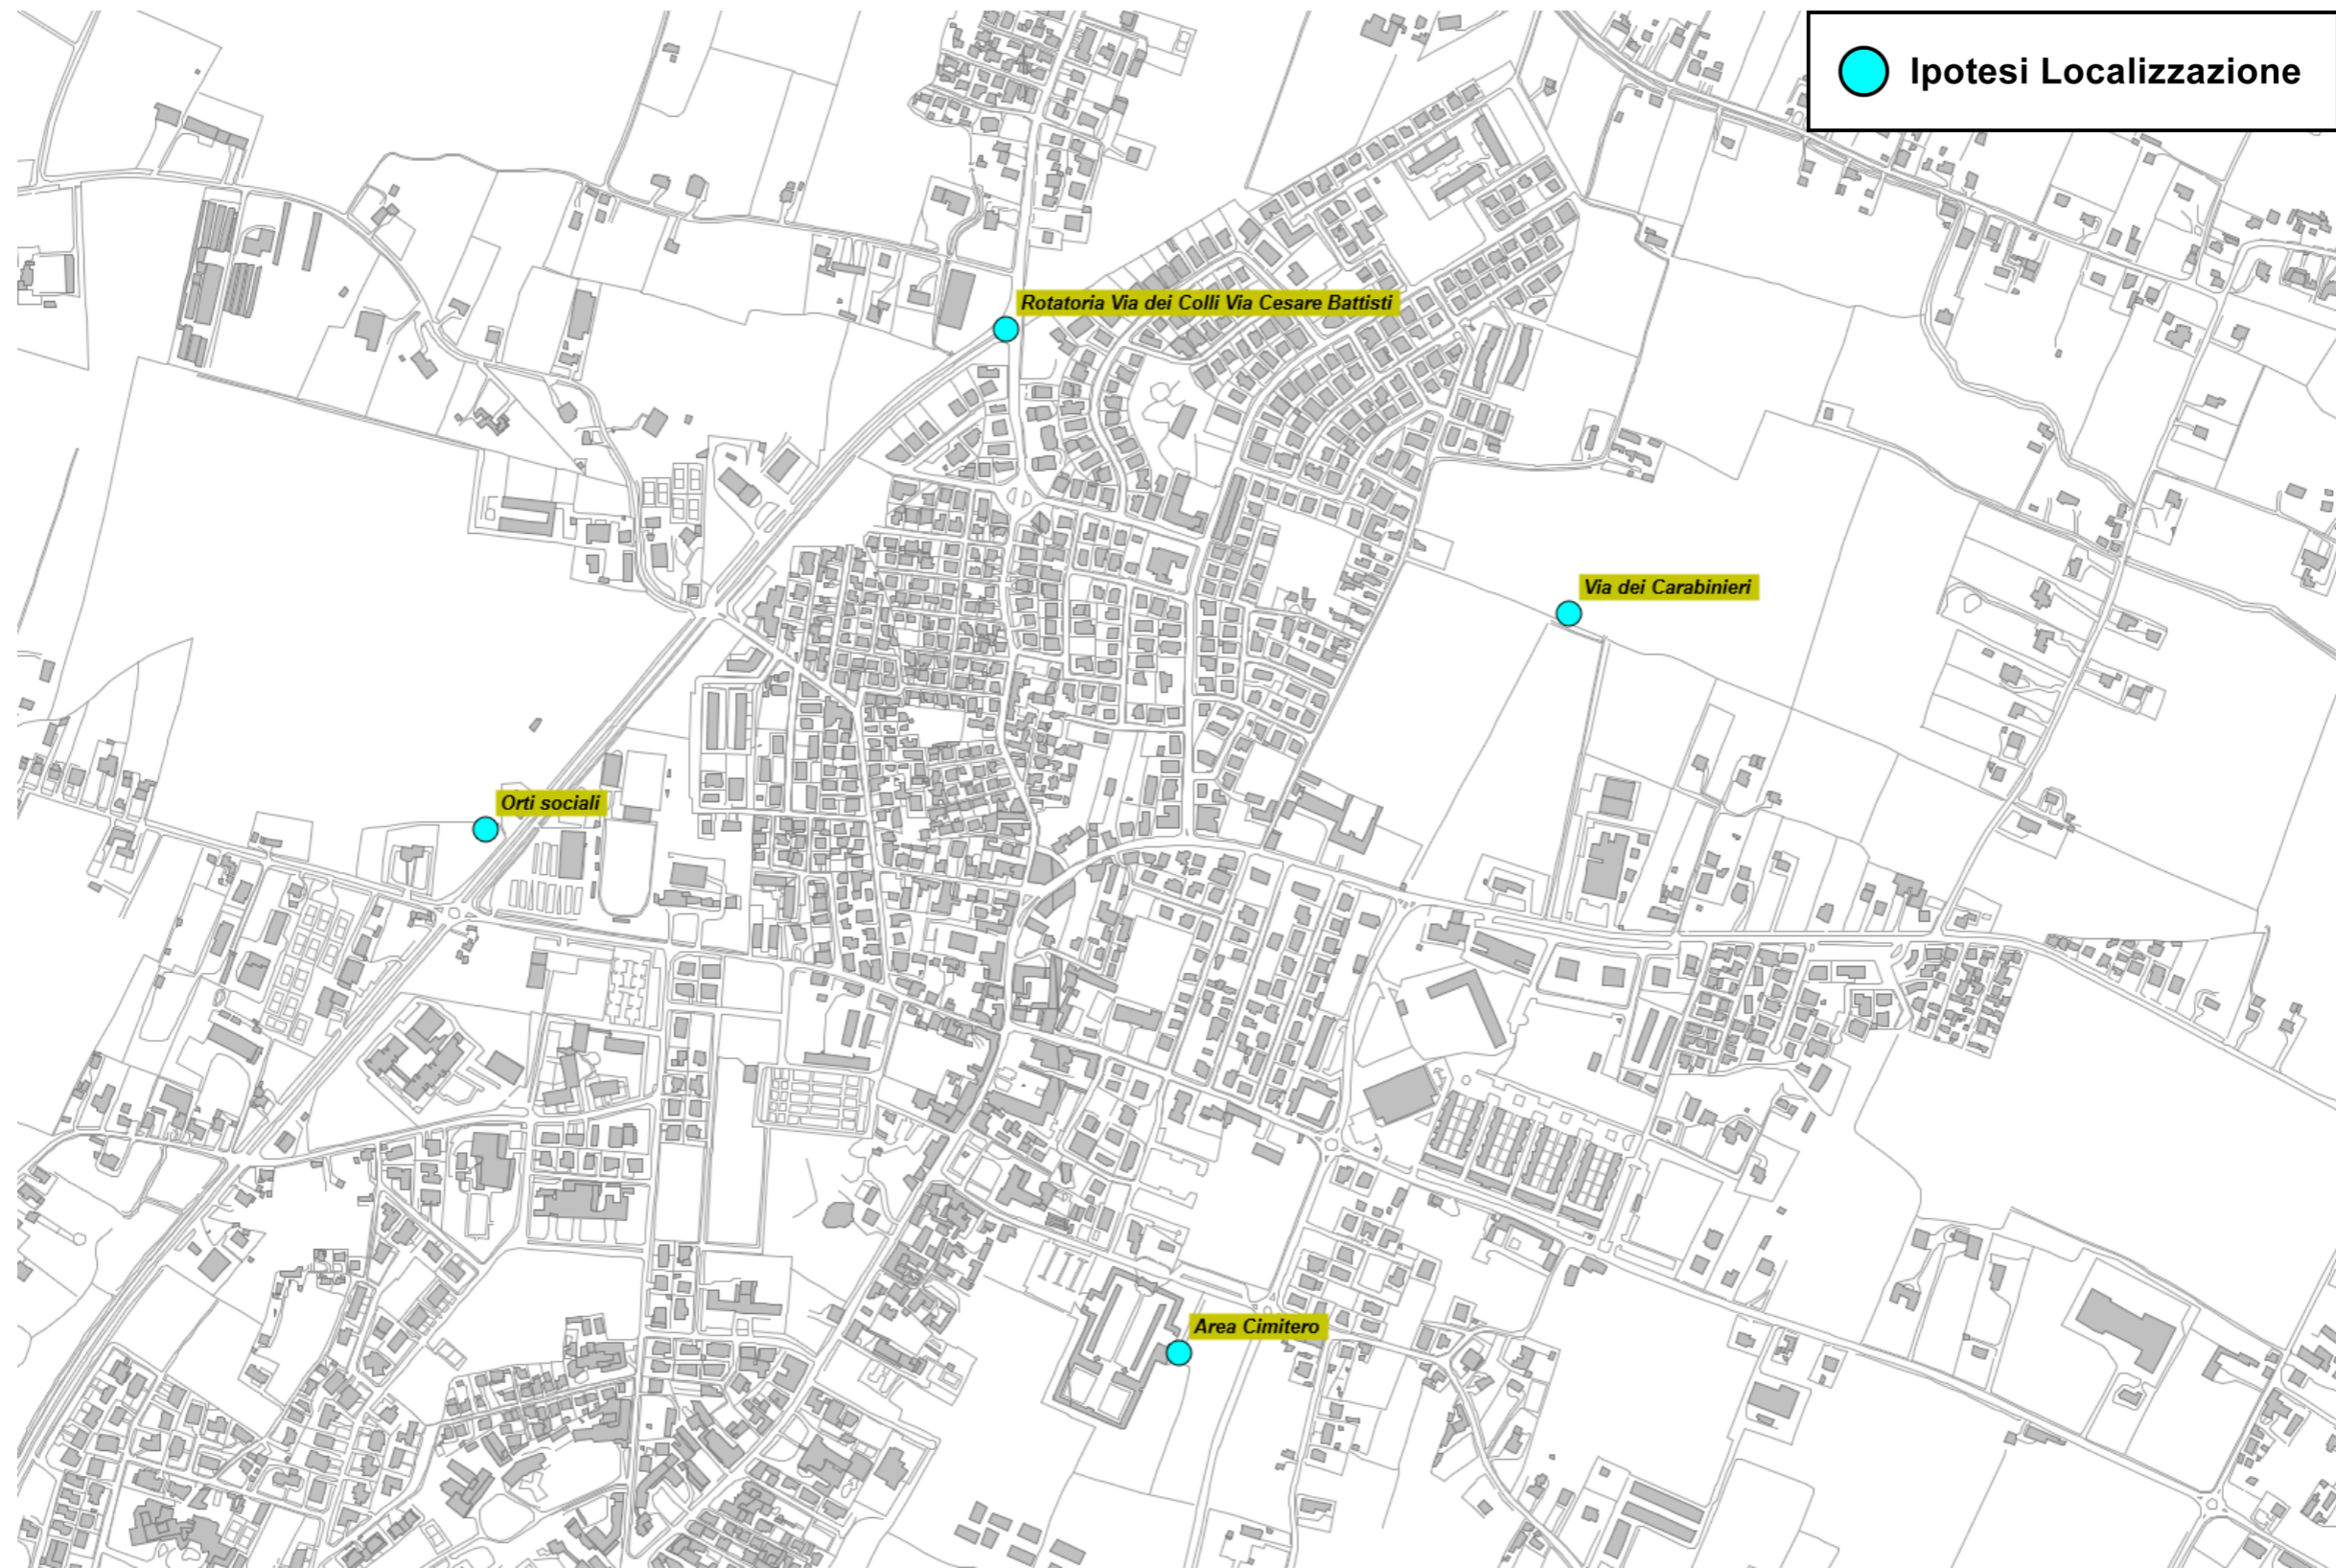 Ipotesi Localizzazione
Rotatoria Via dei Colli Via Cesare Battisti
Via dei Carabinieri
Orti sociali
Area Cimitero